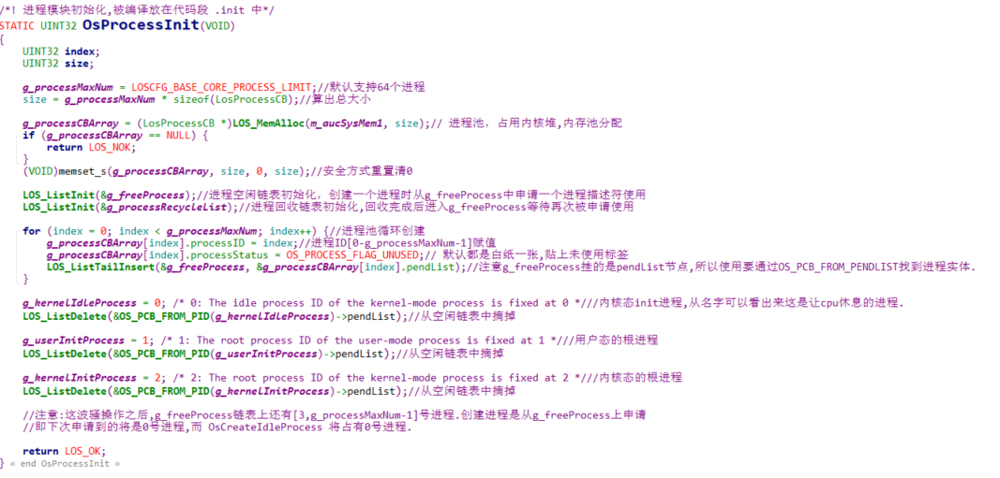 /*! 进程模块初始化,被编译放在代码段 .init 中*/
STATIC UINT32 OsProcessInit(VOID)
{
    UINT32 index;
    UINT32 size;

    g_processMaxNum = LOSCFG_BASE_CORE_PROCESS_LIMIT;//默认支持64个进程
    size = g_processMaxNum * sizeof(LosProcessCB);//算出总大小

    g_processCBArray = (LosProcessCB *)LOS_MemAlloc(m_aucSysMem1, size);// 进程池，占用内核堆,内存池分配
    if (g_processCBArray == NULL) {
        return LOS_NOK;
    }
    (VOID)memset_s(g_processCBArray, size, 0, size);//安全方式重置清0

    LOS_ListInit(&g_freeProcess);//进程空闲链表初始化，创建一个进程时从g_freeProcess中申请一个进程描述符使用
    LOS_ListInit(&g_processRecycleList);//进程回收链表初始化,回收完成后进入g_freeProcess等待再次被申请使用

    for (index = 0; index < g_processMaxNum; index++) {//进程池循环创建
        g_processCBArray[index].processID = index;//进程ID[0-g_processMaxNum-1]赋值
        g_processCBArray[index].processStatus = OS_PROCESS_FLAG_UNUSED;// 默认都是白纸一张,贴上未使用标签
        LOS_ListTailInsert(&g_freeProcess, &g_processCBArray[index].pendList);//注意g_freeProcess挂的是pendList节点,所以使用要通过OS_PCB_FROM_PENDLIST找到进程实体.
    }

    g_kernelIdleProcess = 0; /* 0: The idle process ID of the kernel-mode process is fixed at 0 *///内核态init进程,从名字可以看出来这是让cpu休息的进程.
    LOS_ListDelete(&OS_PCB_FROM_PID(g_kernelIdleProcess)->pendList);//从空闲链表中摘掉

    g_userInitProcess = 1; /* 1: The root process ID of the user-mode process is fixed at 1 *///用户态的根进程
    LOS_ListDelete(&OS_PCB_FROM_PID(g_userInitProcess)->pendList);//从空闲链表中摘掉

    g_kernelInitProcess = 2; /* 2: The root process ID of the kernel-mode process is fixed at 2 *///内核态的根进程
    LOS_ListDelete(&OS_PCB_FROM_PID(g_kernelInitProcess)->pendList);//从空闲链表中摘掉

    //注意:这波骚操作之后,g_freeProcess链表上还有[3,g_processMaxNum-1]号进程.创建进程是从g_freeProcess上申请
    //即下次申请到的将是0号进程,而 OsCreateIdleProcess 将占有0号进程.

    return LOS_OK;
} « end OsProcessInit »